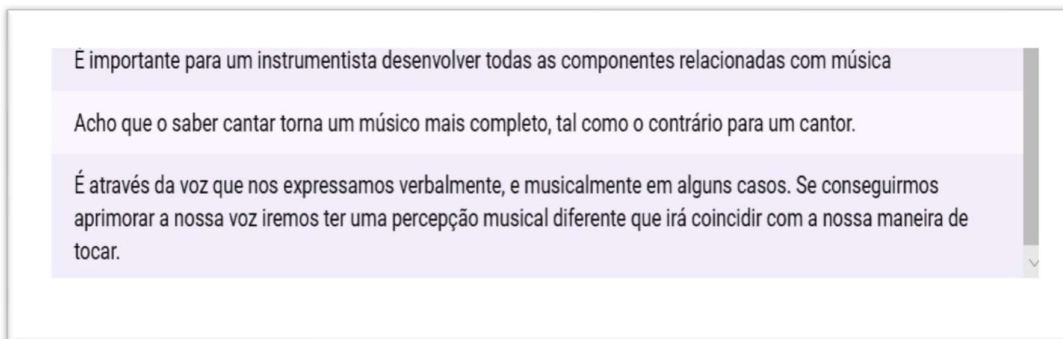 É importante para um instrumentista desenvolver todas as componentes relacionadas com música
Acho que o saber cantar torna um músico mais completo, tal como o contrário para um cantor.
É através da voz que nos expressamos verbalmente, e musicalmente em alguns casos. Se conseguirmos
aprimorar a nossa voz iremos ter uma percepção musical diferente que irá coincidir com a nossa maneira de
tocar.